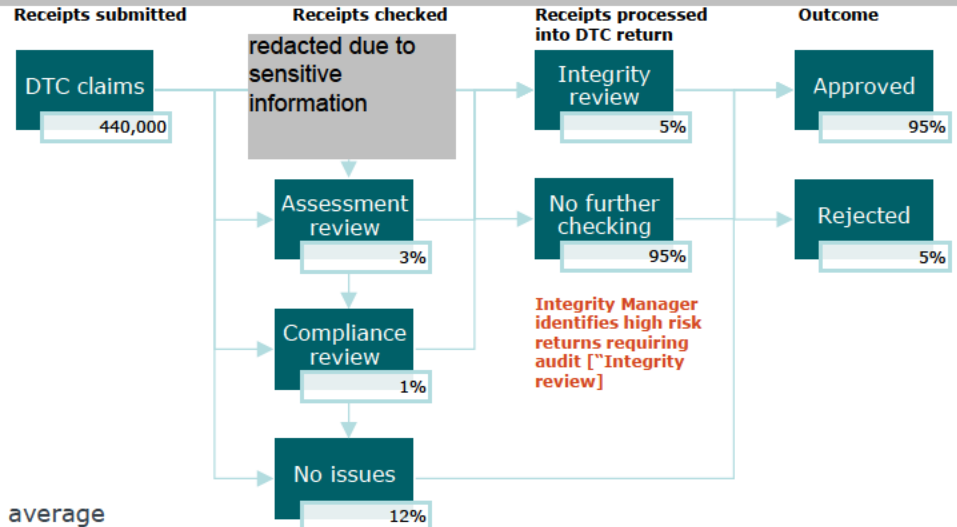 Receipts submitted
Receipts checked
Receipts processed
into DTC return
Outcome
DTC claims
440,000
redacted due to
sensitive
information
Integrity
review
5%
Approved
95%
Assessment
review
3%
No further
checking
95%
Rejected
5%
Integrity Manager
identifies high risk
returns requiring
audit [“Integrity
review]
Compliance
review
1%
No issues
12%
average